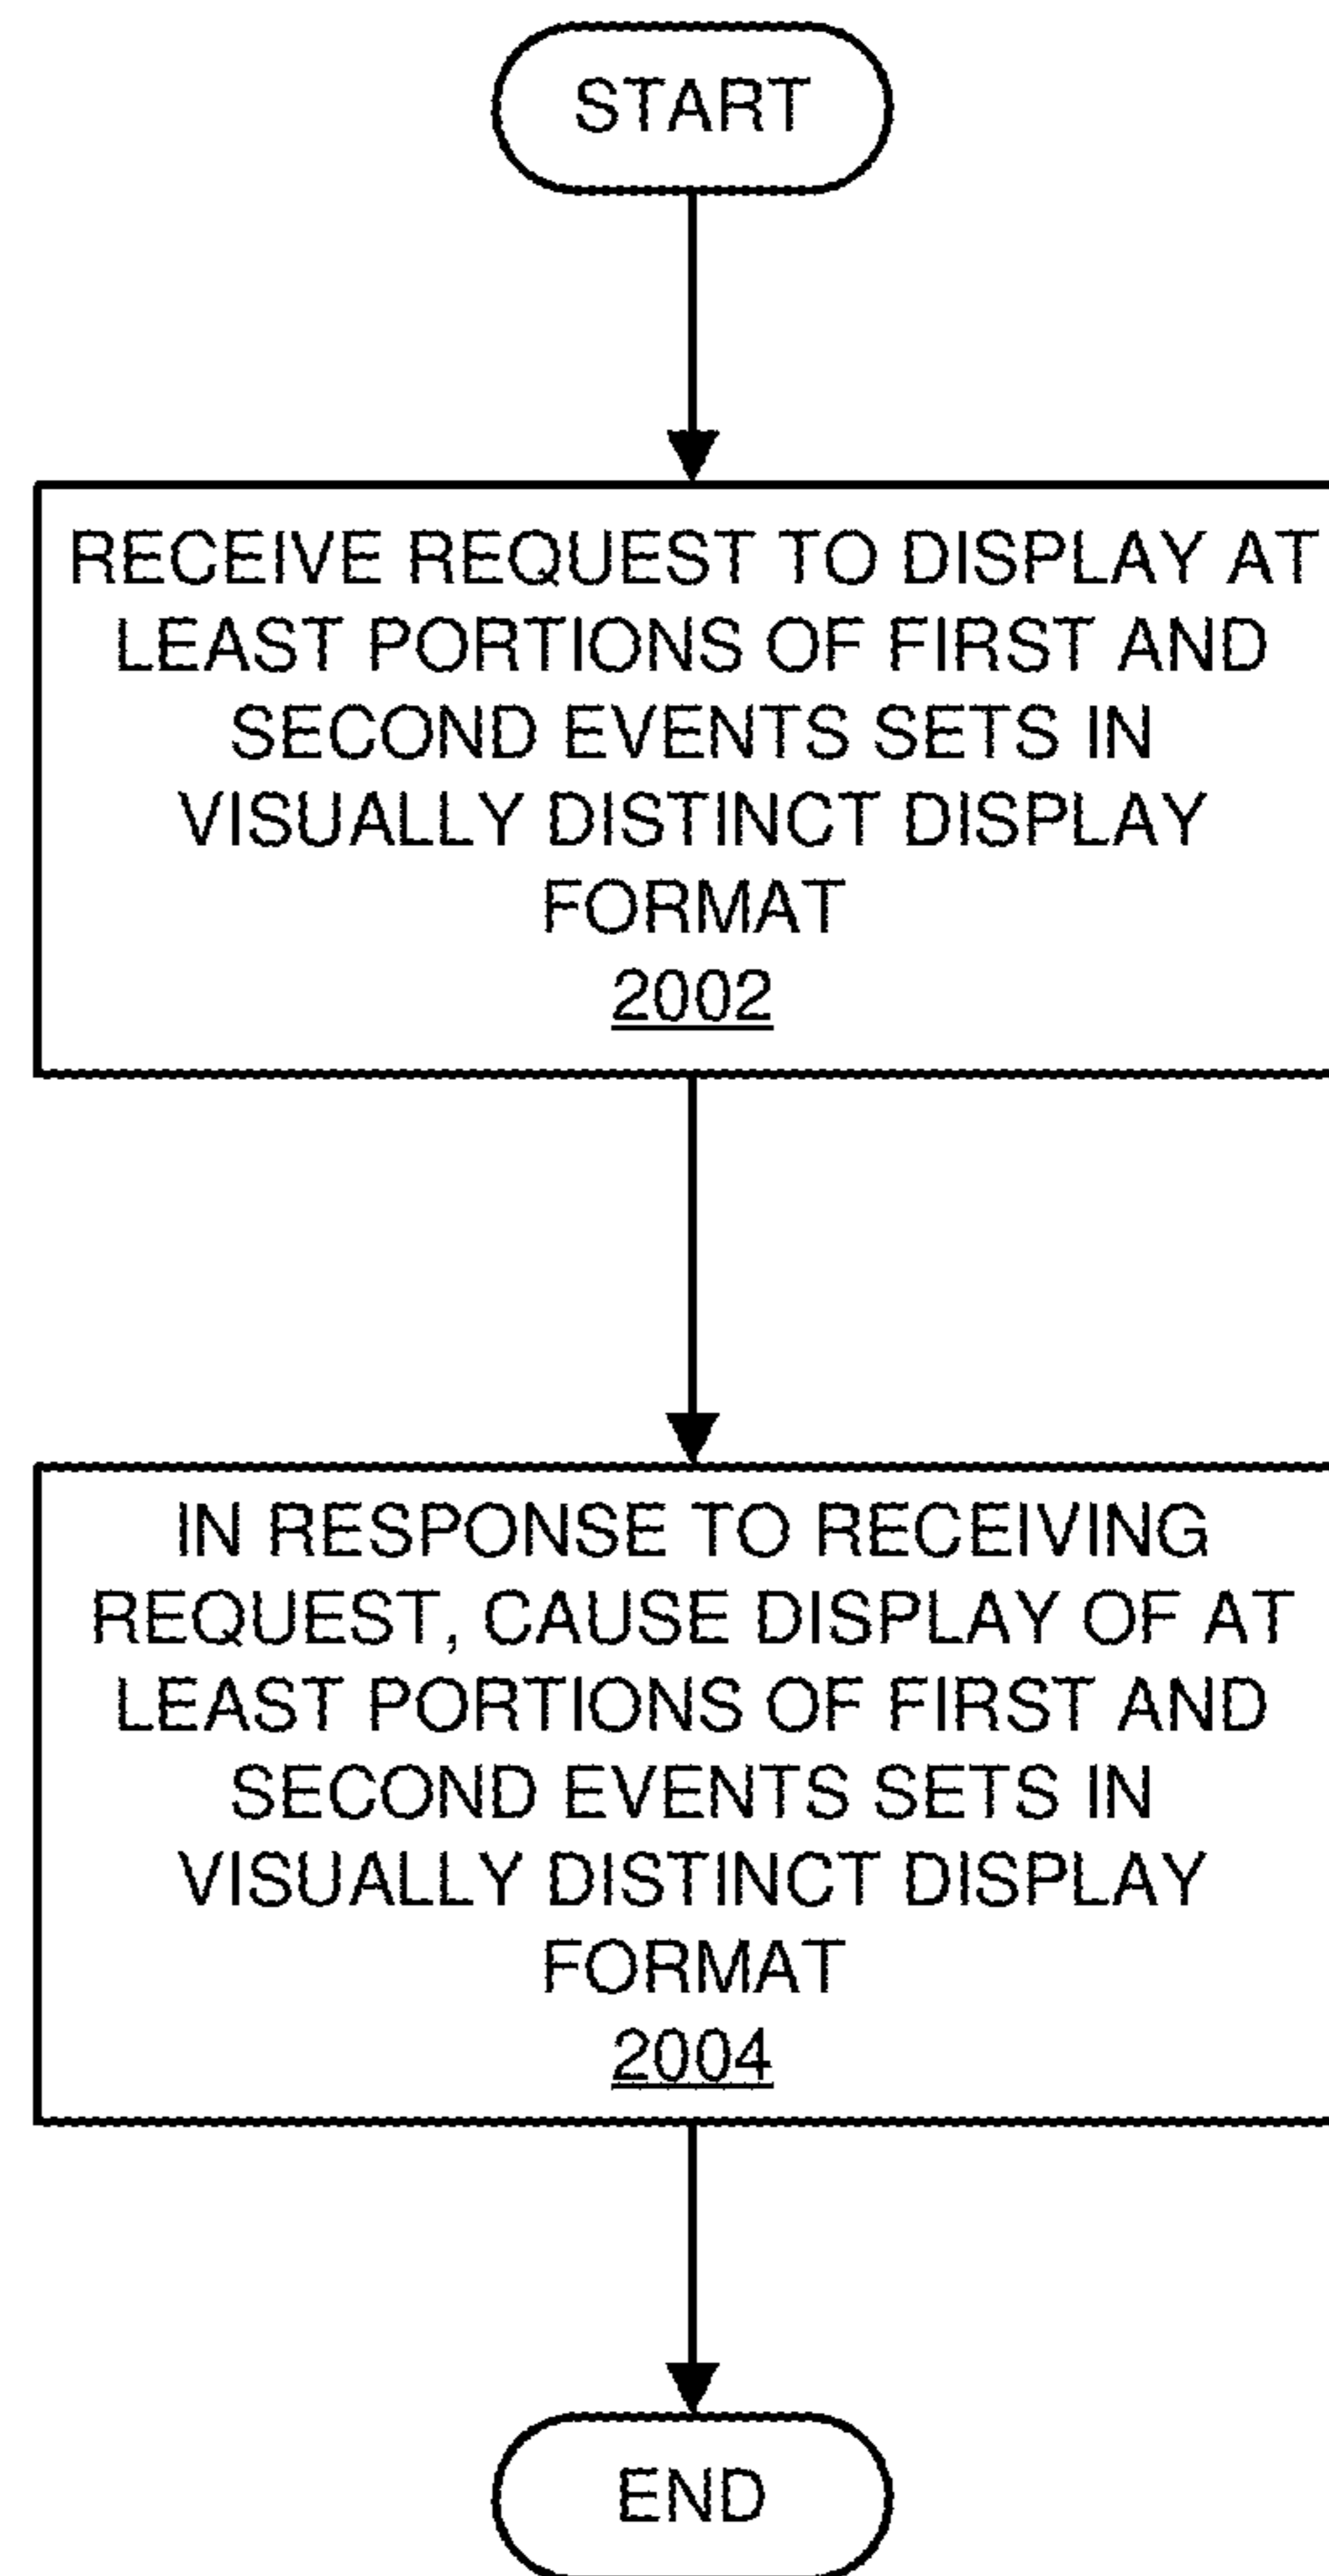 START
RECEIVE REQUEST TO DISPLAY AT
LEAST PORTIONS OF FIRST AND
SECOND EVENTS SETS IN
VISUALLY DISTINCT DISPLAY
FORMAT
2002
IN RESPONSE TO RECEIVING
REQUEST, CAUSE DISPLAY OF AT
LEAST PORTIONS OF FIRST AND
SECOND EVENTS SETS IN
VISUALLY DISTINCT DISPLAY
FORMAT
2004
END